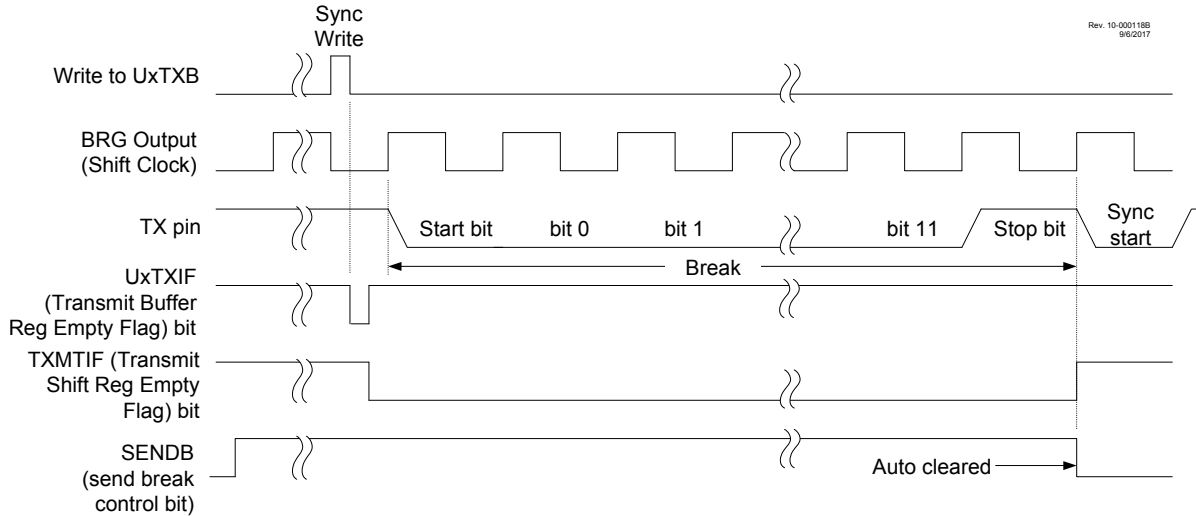 Sync
Write
Rev. 10-000118B
9/6/2017
Write to UxTXB
BRG Output
(Shift Clock)
TX pin
Start bit
bit 0
bit 1
bit 11
Stop bit
Sync
start
Break
UxTXIF
(Transmit Buffer
Reg Empty Flag) bit
TXMTIF (Transmit
Shift Reg Empty
Flag) bit
SENDB
(send break
control bit)
Auto cleared